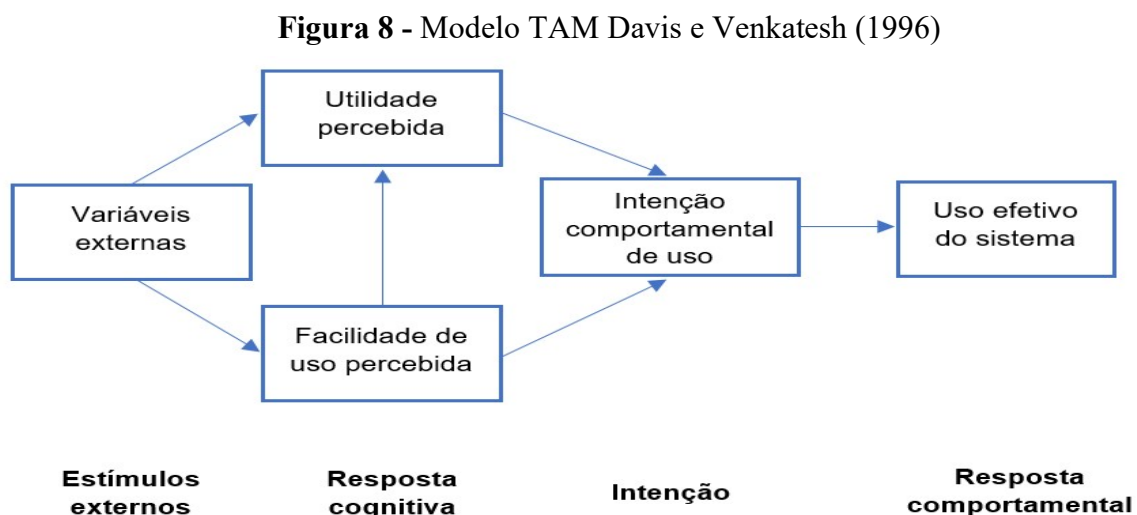 Figura 8 - Modelo TAM Davis e Venkatesh (1996)
Utilidade
percebida
Variáveis
externas
Facilidade de
uso percebida
Intenção
comportamental
de uso
Uso efetivo
do sistema
Estímulos
externos
Resposta
cognitiva
Intenção
Resposta
comportamental